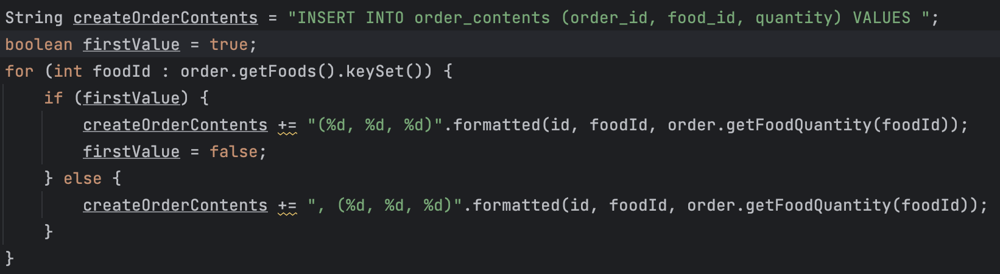 String createOrderContents = "INSERT INTO order_contents (order_id, food_id, quantity) VALUES ";
boolean firstValue = true;
for (int foodId : order.getFoods().keySet()) {
    if (firstValue) {
        createOrderContents += "(%d, %d, %d)".formatted(id, foodId, order.getFoodQuantity(foodId));
        firstValue = false;
    } else {
        createOrderContents += ", (%d, %d, %d)".formatted(id, foodId, order.getFoodQuantity(foodId));
    }
}